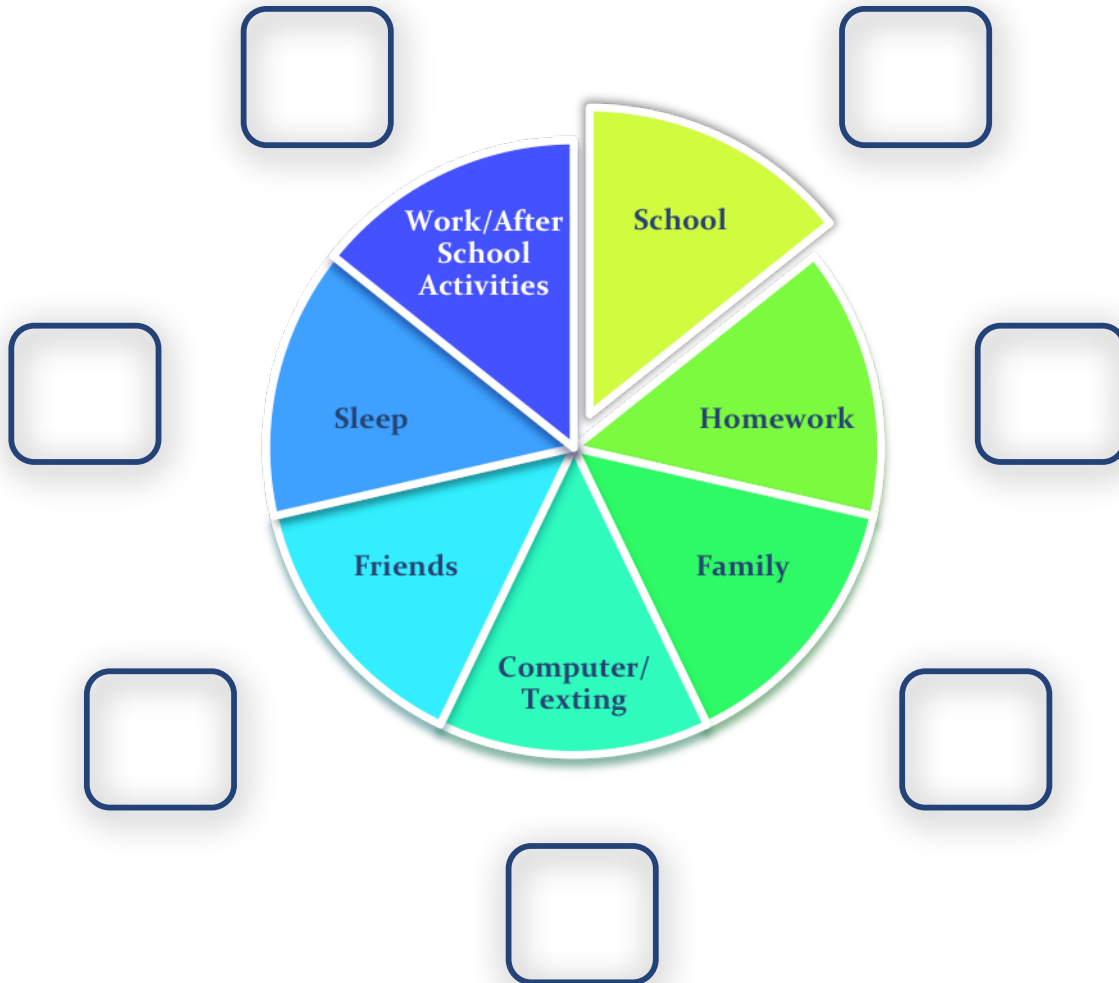 Work/After
School
Activities
School
Sleep
Homework
Friends
Family
Computer/
Texting